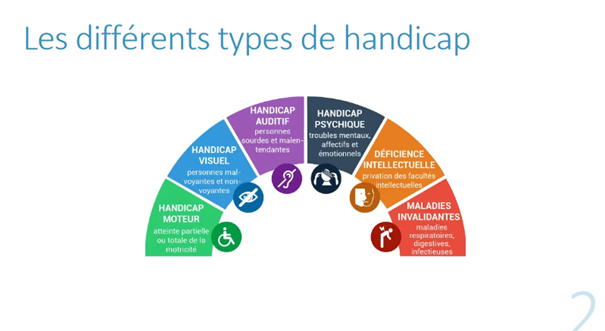 Les différents types de handicap
HANDICAP
MOTEUR
atteinte partielle
ou totale de la
motricité
HANDICAP
VISUEL
personnes mal-
voyantes et non-
voyantes
HANDICAP
AUDITIF
personnes
sourdes et malen-
tendantes
HANDICAP
PSYCHIQUE
troubles mentaux,
affectifs et
émotionnels
DÉFICIENCE
INTELLECTUELLE
privation des facultés
intellectuelles
MALADIES
INVALIDANTES
maladies
respiratoires,
digestives,
infectieuses
2